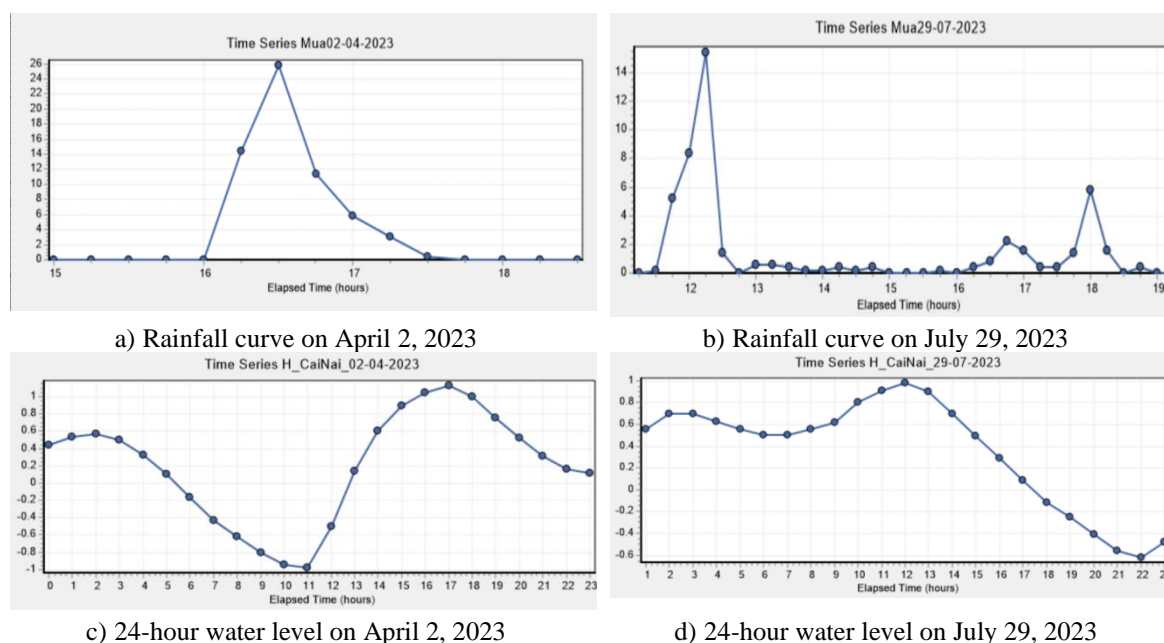 Time Series Mua02-04-2023
26
24
22
20
18
16
14
12
10
8
6
4
2
0
15 16 17 18
Elapsed Time (hours)
a) Rainfall curve on April 2, 2023
Time Series Mua29-07-2023
14
12
10
8
6
4
2
0
12 13 14 15 16 17 18 19
Elapsed Time (hours)
b) Rainfall curve on July 29, 2023
Time Series H_CaiNai_02-04-2023
1
0.8
0.6
0.4
0.2
0
-0.2
-0.4
-0.6
-0.8
-1
0 1 2 3 4 5 6 7 8 9 10 11 12 13 14 15 16 17 18 19 20 21 22 23
Elapsed Time (hours)
c) 24-hour water level on April 2, 2023
Time Series H_CaiNai_29-07-2023
1
0.8
0.6
0.4
0.2
0
-0.2
-0.4
-0.6
1 2 3 4 5 6 7 8 9 10 11 12 13 14 15 16 17 18 19 20 21 22
Elapsed Time (hours)
d) 24-hour water level on July 29, 2023